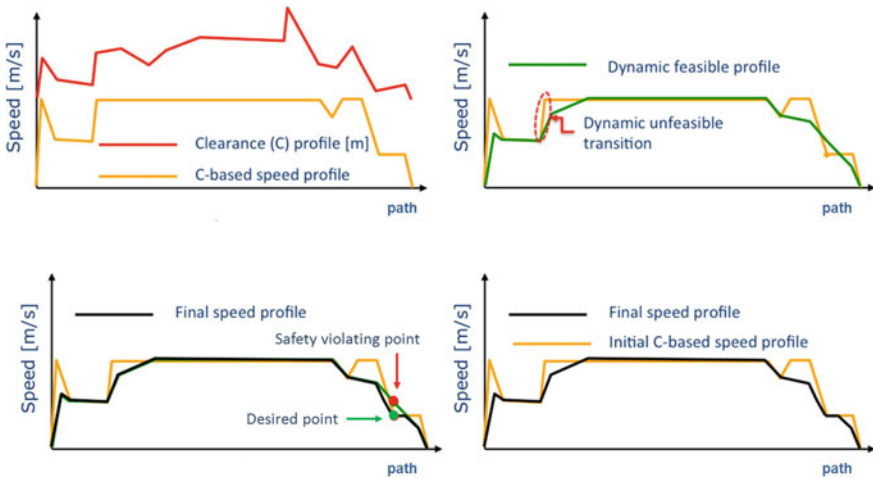 Speed [m/s]
Clearance (C) profile [m]
C-based speed profile
path
Speed [m/s]
Dynamic feasible profile
Dynamic unfeasible
transition
path
Speed [m/s]
Final speed profile
Safety violating point
Desired point
path
Speed [m/s]
Final speed profile
Initial C-based speed profile
path